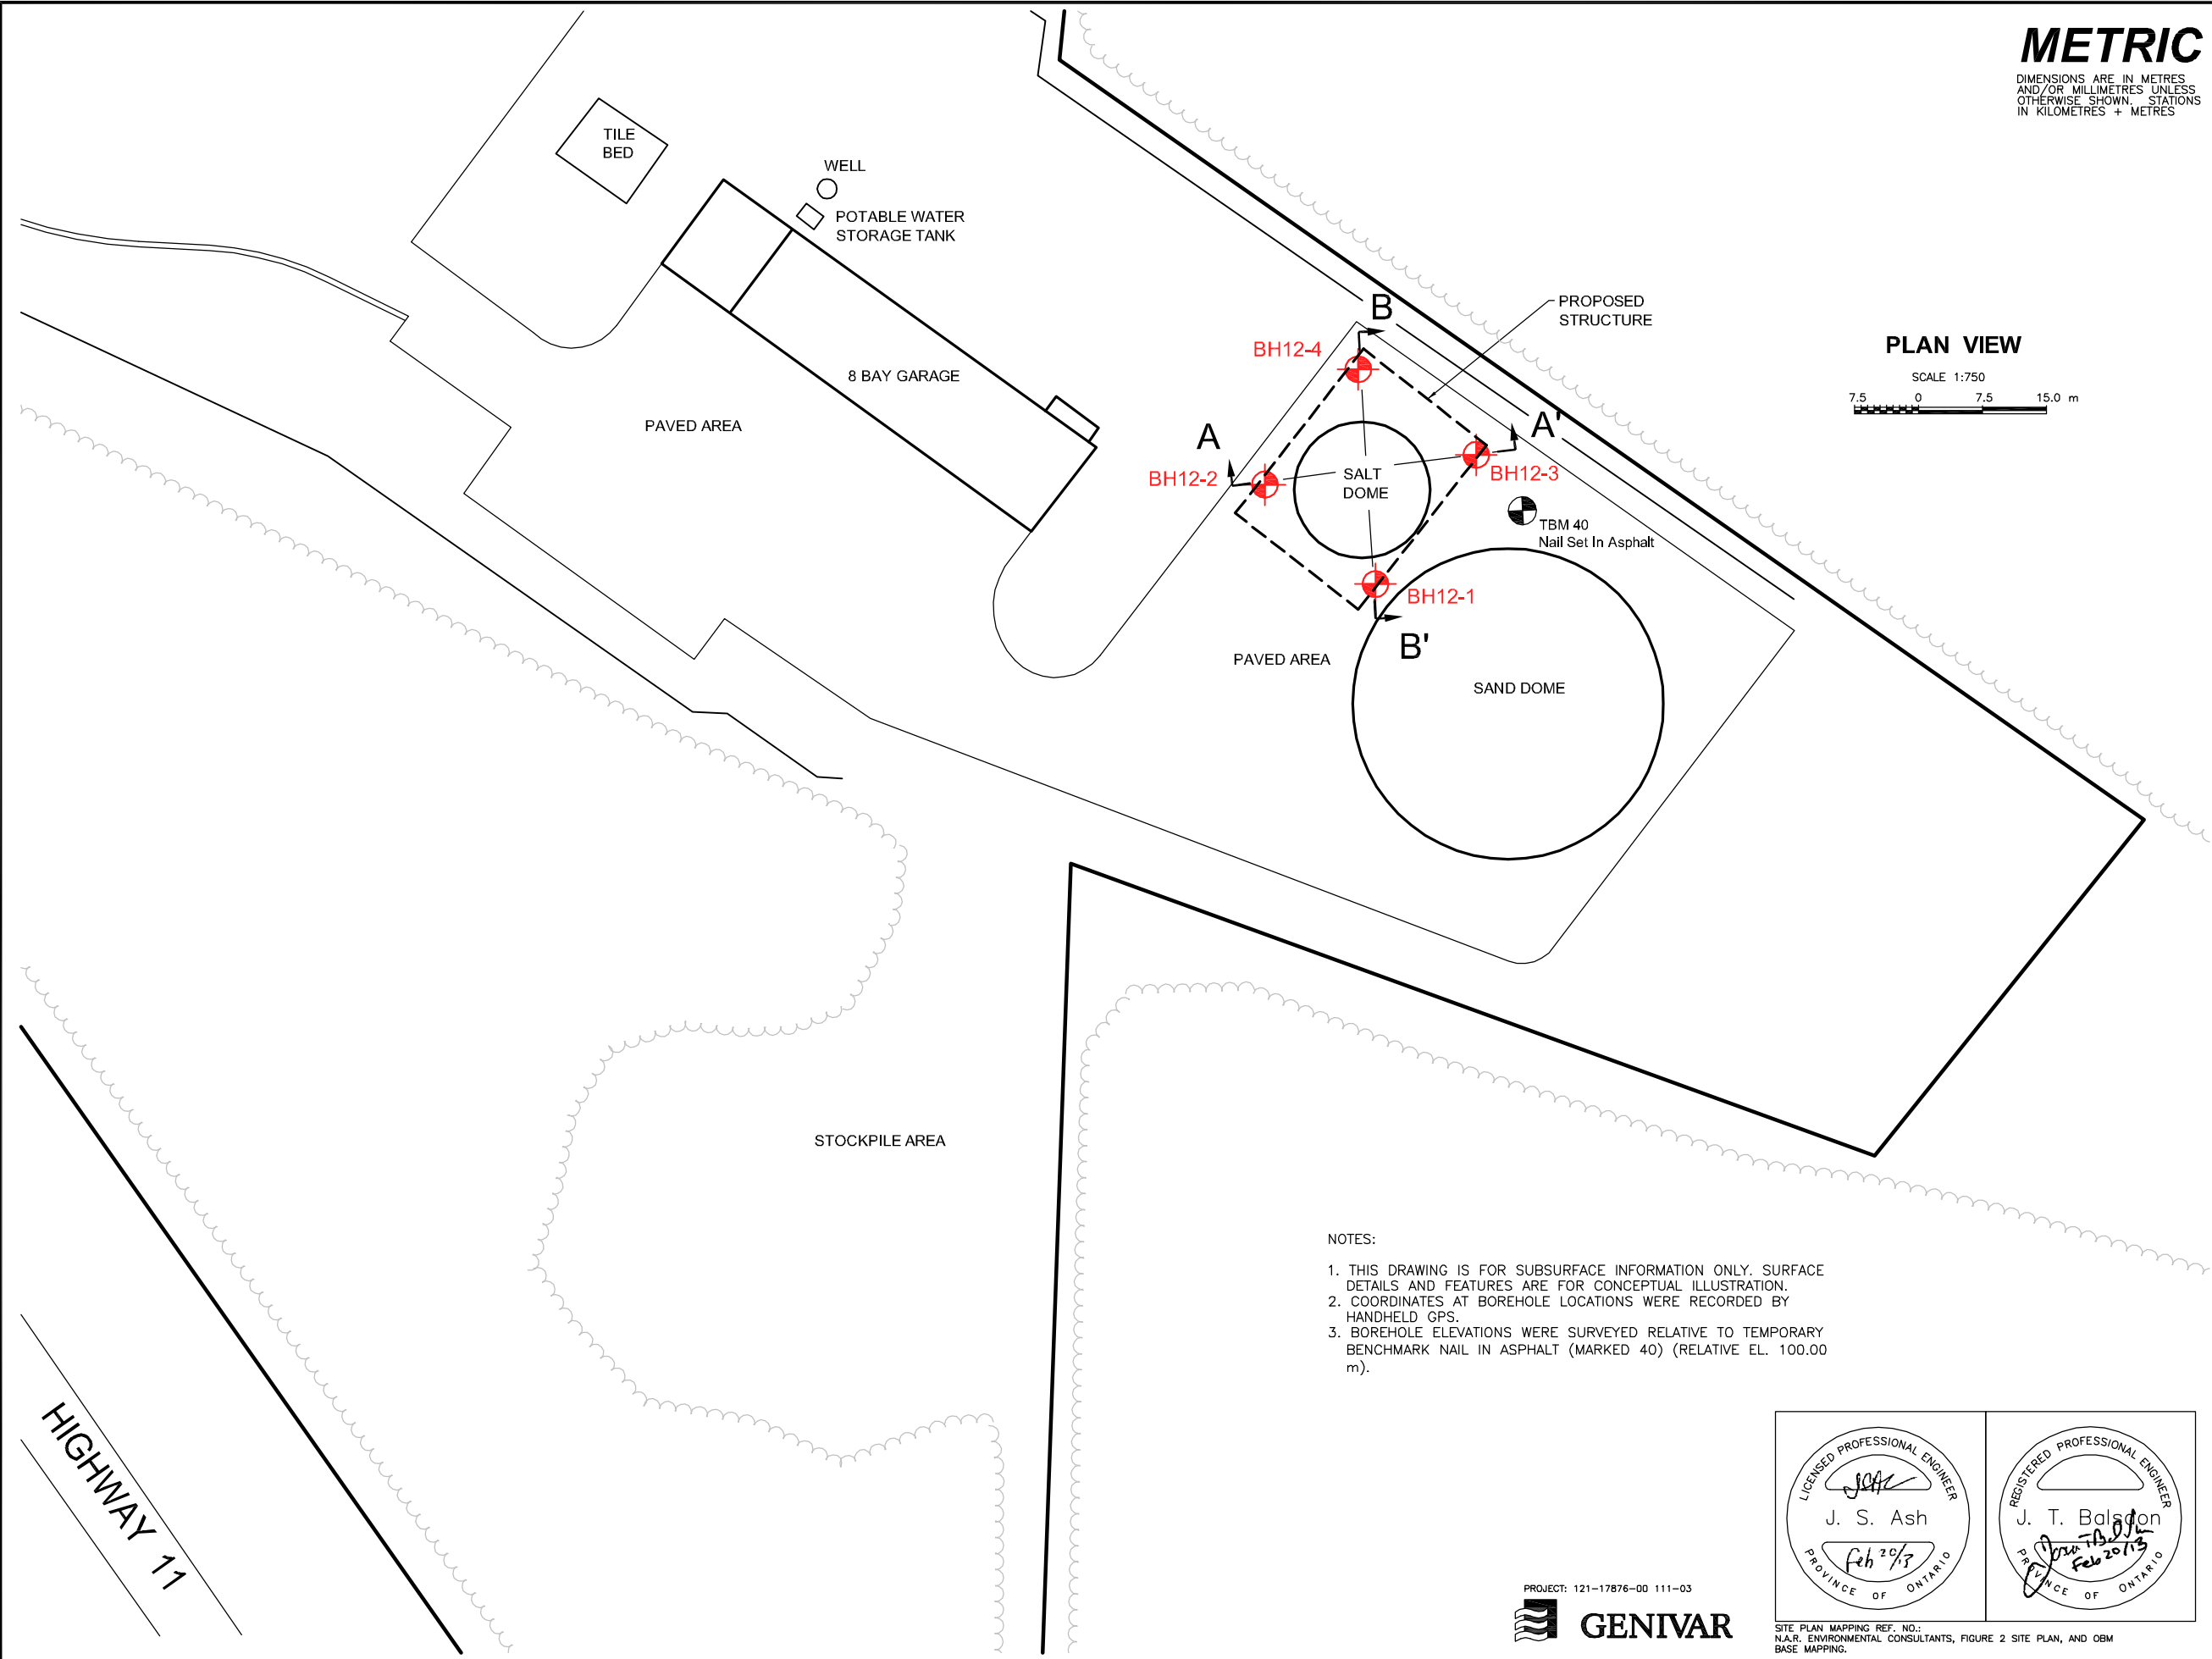 METRIC
DIMENSIONS ARE IN METRES
AND/OR MILLIMETRES UNLESS
OTHERWISE SHOWN. STATIONS
IN KILOMETRES + METRES
TILE
BED
WELL
POTABLE WATER
STORAGE TANK
8 BAY GARAGE
PAVED AREA
B
PROPOSED
STRUCTURE
BH12-4
PLAN VIEW
SCALE 1:750
7.5 0 7.5 15.0 m
A
A'
BH12-2
SALT
DOME
BH12-3
TBM 40
Nail Set In Asphalt
BH12-1
B'
PAVED AREA
SAND DOME
STOCKPILE AREA
HIGHWAY 11
NOTES:
1. THIS DRAWING IS FOR SUBSURFACE INFORMATION ONLY. SURFACE
DETAILS AND FEATURES ARE FOR CONCEPTUAL ILLUSTRATION.
2. COORDINATES AT BOREHOLE LOCATIONS WERE RECORDED BY
HANDHELD GPS.
3. BOREHOLE ELEVATIONS WERE SURVEYED RELATIVE TO TEMPORARY
BENCHMARK NAIL IN ASPHALT (MARKED 40) (RELATIVE EL. 100.00
m).
LICENSED PROFESSIONAL ENGINEER
J. S. Ash
Feb 20/13
PROVINCE OF ONTARIO
REGISTERED PROFESSIONAL ENGINEER
J. T. Balsdon
Feb 20/13
PROVINCE OF ONTARIO
PROJECT: 121-17876-00 111-03
GENIVAR
SITE PLAN MAPPING REF. NO.:
N.A.R. ENVIRONMENTAL CONSULTANTS, FIGURE 2 SITE PLAN, AND OBM
BASE MAPPING.